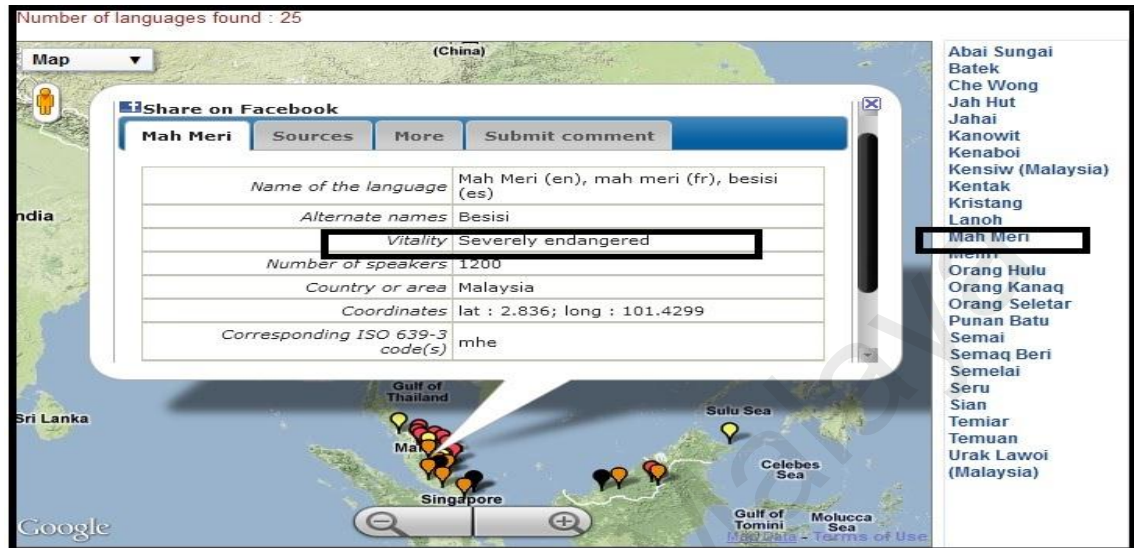 Number of languages found : 25
Map
(China)
Share on Facebook
Mah Meri Sources More Submit comment
Name of the language Mah Meri (en), mah meri (fr), besisi
(es)
Alternate names Besisi
Vitality Severely endangered
Number of speakers 1200
Country or area Malaysia
Coordinates lat : 2.836; long : 101.4299
Corresponding ISO 639-3
code(s) mhe
ndia
Gulf of
Thailand
Sri Lanka
Sulu Sea
Celebes
Sea
Singapore
Gulf of
Tomini
Molucca
Sea
Google
Map Data - Terms of Use
Abai Sungai
Batek
Che Wong
Jah Hut
Jahai
Kanowit
Kenaboi
Kensiw (Malaysia)
Kentak
Kristang
Lanoh
Mah Meri
Orang Hulu
Orang Kanaq
Orang Seletar
Punan Batu
Semai
Semaq Beri
Semelai
Seru
Sian
Temiar
Temuan
Urak Lawoi
(Malaysia)